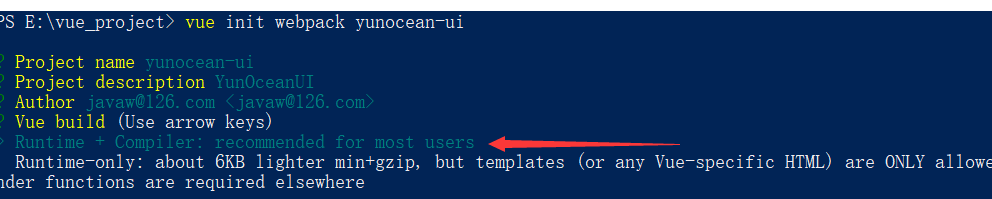 PS E:\vue_project> vue init webpack yunocean-ui
? Project name yunocean-ui
? Project description YunOceanUI
? Author javaw@126.com <javaw@126.com>
? Vue build (Use arrow keys)
> Runtime + Compiler: recommended for most users
Runtime-only: about 6KB lighter min+gzip, but templates (or any Vue-specific HTML) are ONLY allowe
nder functions are required elsewhere